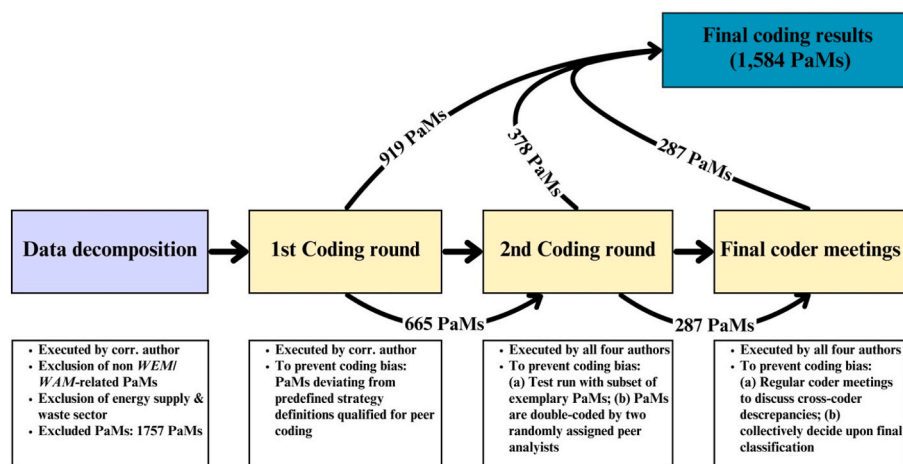 Final coding results
(1,584 PaMs)
919 PaMs
378 PaMs
287 PaMs
Data decomposition
1st Coding round
2nd Coding round
Final coder meetings
665 PaMs
287 PaMs
• Executed by corr. author
• Exclusion of non WEM/
WAM-related PaMs
• Exclusion of energy supply &
waste sector
• Excluded PaMs: 1757 PaMs
• Executed by corr. author
• To prevent coding bias:
PaMs deviating from
predefined strategy
definitions qualified for peer
coding
• Executed by all four authors
• To prevent coding bias:
(a) Test run with subset of
exemplary PaMs; (b) PaMs
are double-coded by two
randomly assigned peer
analyists
• Executed by all four authors
• To prevent coding bias:
(a) Regular coder meetings
to discuss cross-coder
descrepancies; (b)
collectively decide upon final
classification